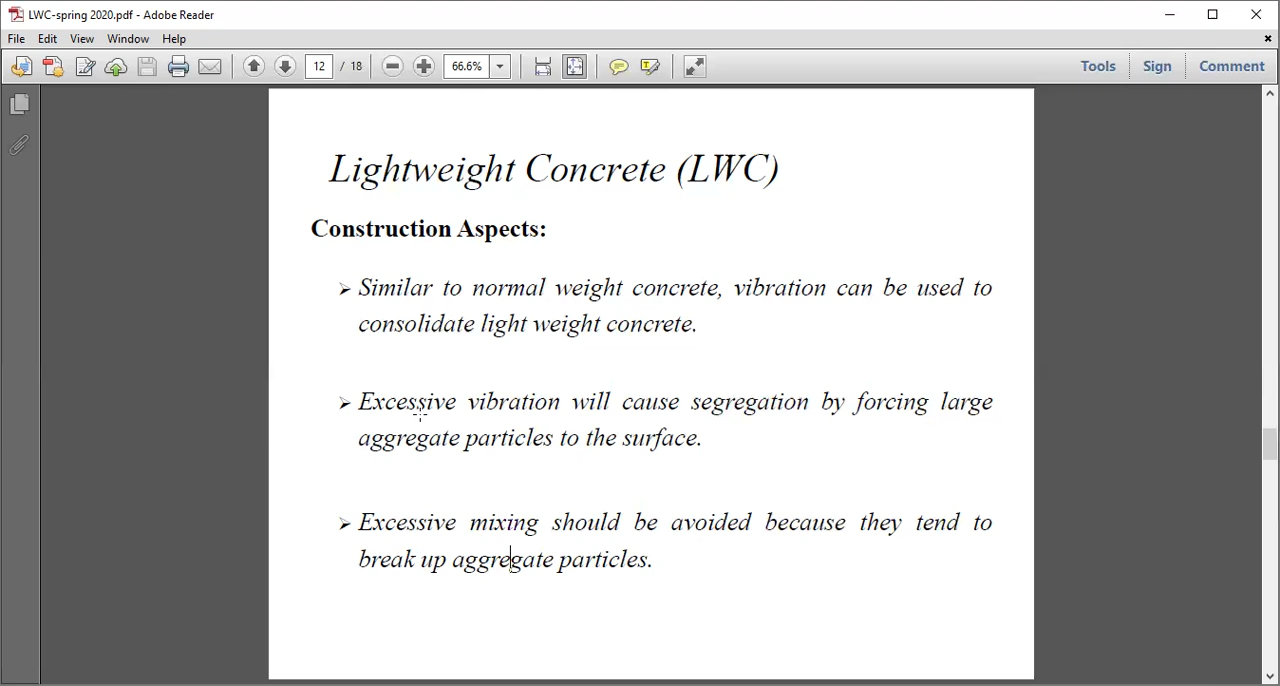 LWC-spring 2020.pdf - Adobe Reader
File Edit View Window Help
12 / 18 66.6% Tools Sign Comment
Lightweight Concrete (LWC)
Construction Aspects:
➢ Similar to normal weight concrete, vibration can be used to
consolidate light weight concrete.
➢ Excessive vibration will cause segregation by forcing large
aggregate particles to the surface.
➢ Excessive mixing should be avoided because they tend to
break up aggregate particles.